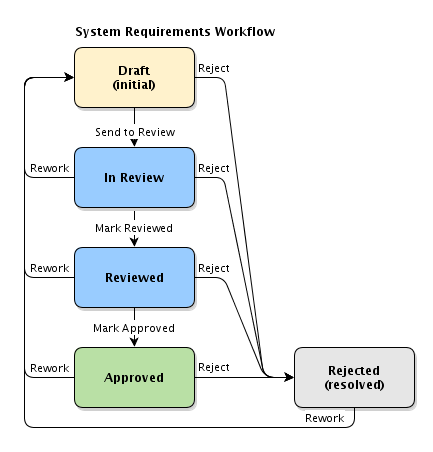 System Requirements Workflow
Draft
(initial)
Reject
Send to Review
Rework
In Review
Reject
Mark Reviewed
Rework
Reviewed
Reject
Mark Approved
Rework
Approved
Reject
Rejected
(resolved)
Rework